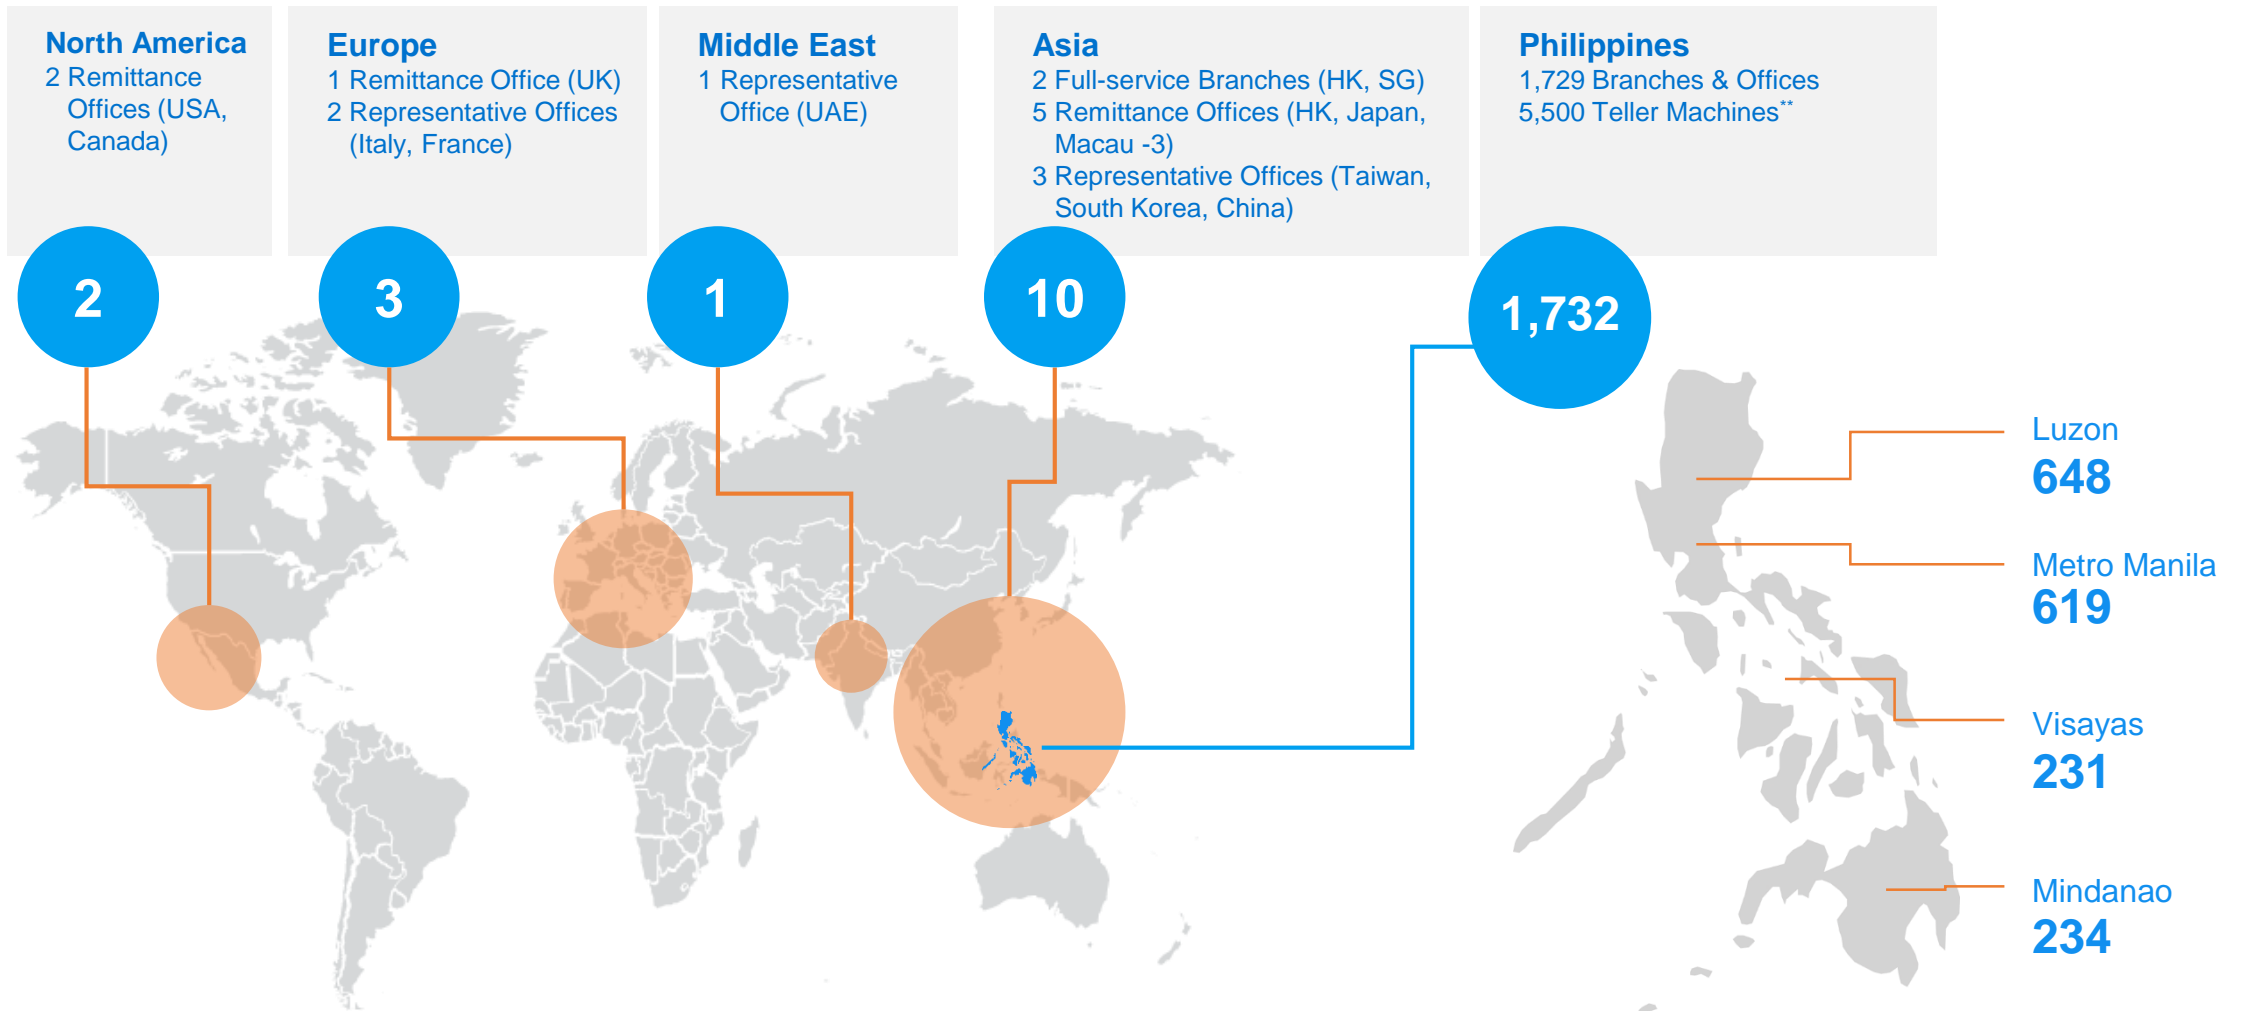 North America
2 Remittance
Offices (USA,
Canada)
Europe
1 Remittance Office (UK)
2 Representative Offices
(Italy, France)
Middle East
1 Representative
Office (UAE)
Asia
2 Full-service Branches (HK, SG)
5 Remittance Offices (HK, Japan,
Macau -3)
3 Representative Offices (Taiwan,
South Korea, China)
Philippines
1,729 Branches & Offices
5,500 Teller Machines**
2
3
1
10
1,732
Luzon
648
Metro Manila
619
Visayas
231
Mindanao
234